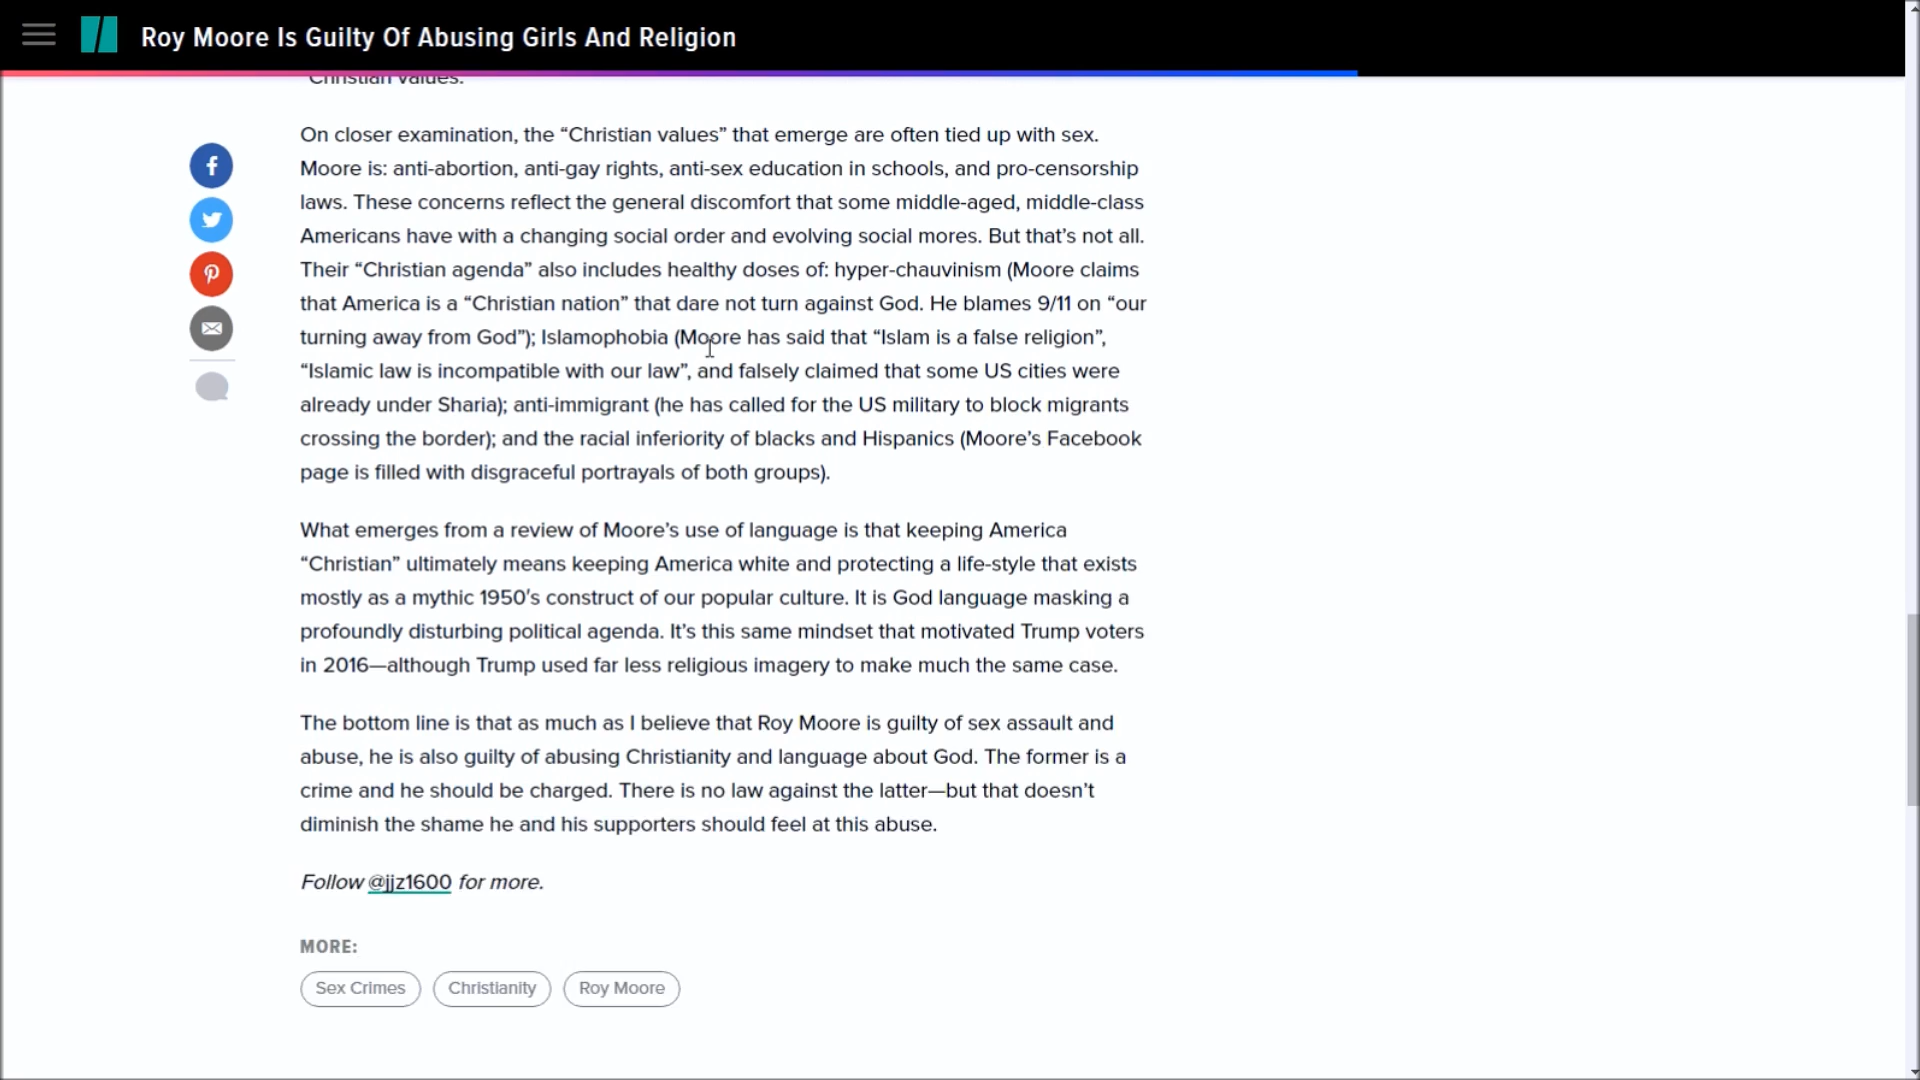 Roy Moore Is Guilty Of Abusing Girls And Religion
"Christian values."
On closer examination, the “Christian values” that emerge are often tied up with sex.
Moore is: anti-abortion, anti-gay rights, anti-sex education in schools, and pro-censorship
laws. These concerns reflect the general discomfort that some middle-aged, middle-class
Americans have with a changing social order and evolving social mores. But that’s not all.
Their “Christian agenda” also includes healthy doses of: hyper-chauvinism (Moore claims
that America is a “Christian nation” that dare not turn against God. He blames 9/11 on “our
turning away from God”); Islamophobia (Moore has said that “Islam is a false religion”,
“Islamic law is incompatible with our law”, and falsely claimed that some US cities were
already under Sharia); anti-immigrant (he has called for the US military to block migrants
crossing the border); and the racial inferiority of blacks and Hispanics (Moore’s Facebook
page is filled with disgraceful portrayals of both groups).
What emerges from a review of Moore’s use of language is that keeping America
“Christian” ultimately means keeping America white and protecting a life-style that exists
mostly as a mythic 1950’s construct of our popular culture. It is God language masking a
profoundly disturbing political agenda. It’s this same mindset that motivated Trump voters
in 2016—although Trump used far less religious imagery to make much the same case.
The bottom line is that as much as I believe that Roy Moore is guilty of sex assault and
abuse, he is also guilty of abusing Christianity and language about God. The former is a
crime and he should be charged. There is no law against the latter—but that doesn’t
diminish the shame he and his supporters should feel at this abuse.
Follow @jjz1600 for more.
MORE:
Sex Crimes Christianity Roy Moore